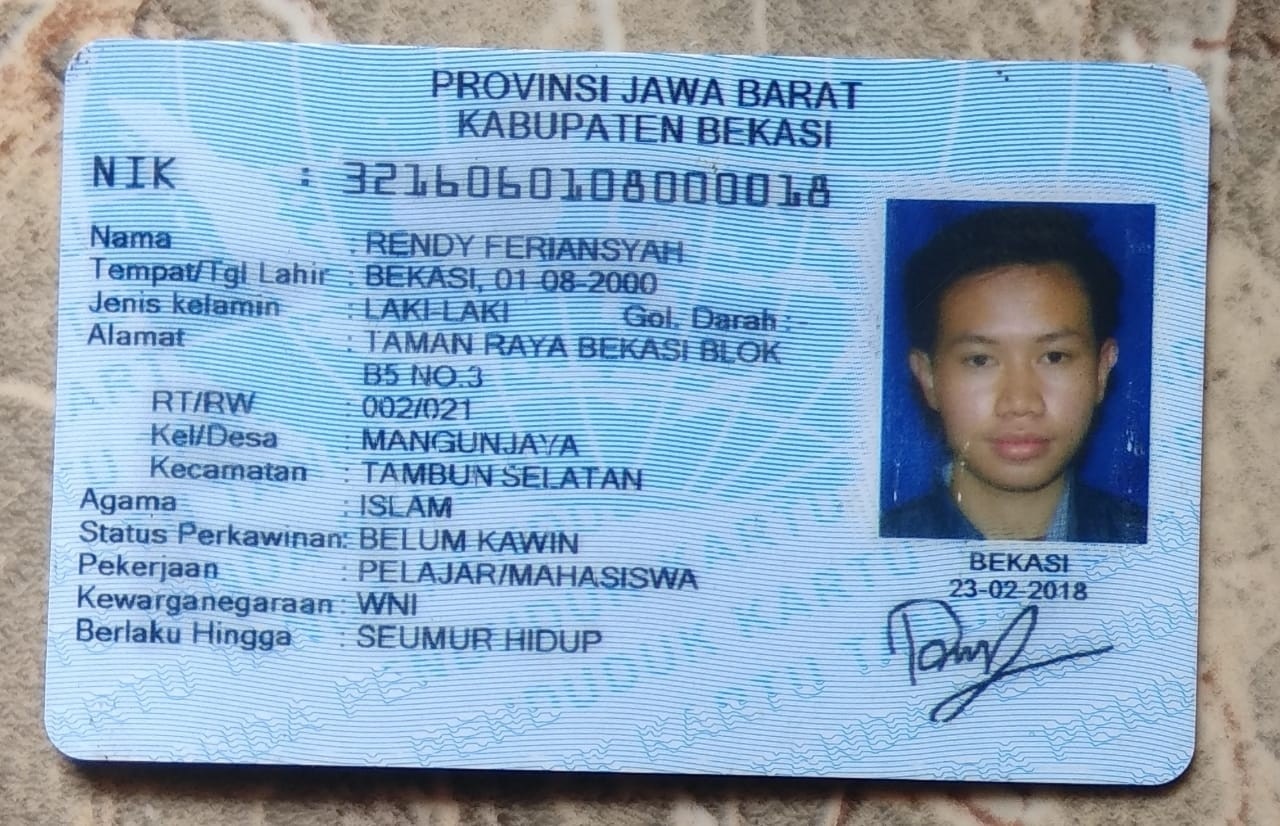 PROVINSI JAWA BARAT
KABUPATEN BEKASI
NIK : 3216060108000018
Nama : RENDY FERIANSYAH
Tempat/Tgl Lahir : BEKASI, 01-08-2000
Jenis kelamin : LAKI-LAKI Gol. Darah :
Alamat : TAMAN RAYA BEKASI BLOK
B5 NO.3
RT/RW : 002/021
Kel/Desa : MANGUNJAYA
Kecamatan : TAMBUN SELATAN
Agama : ISLAM
Status Perkawinan: BELUM KAWIN
Pekerjaan : PELAJAR/MAHASISWA
Kewarganegaraan : WNI
Berlaku Hingga : SEUMUR HIDUP
BEKASI
23-02-2018